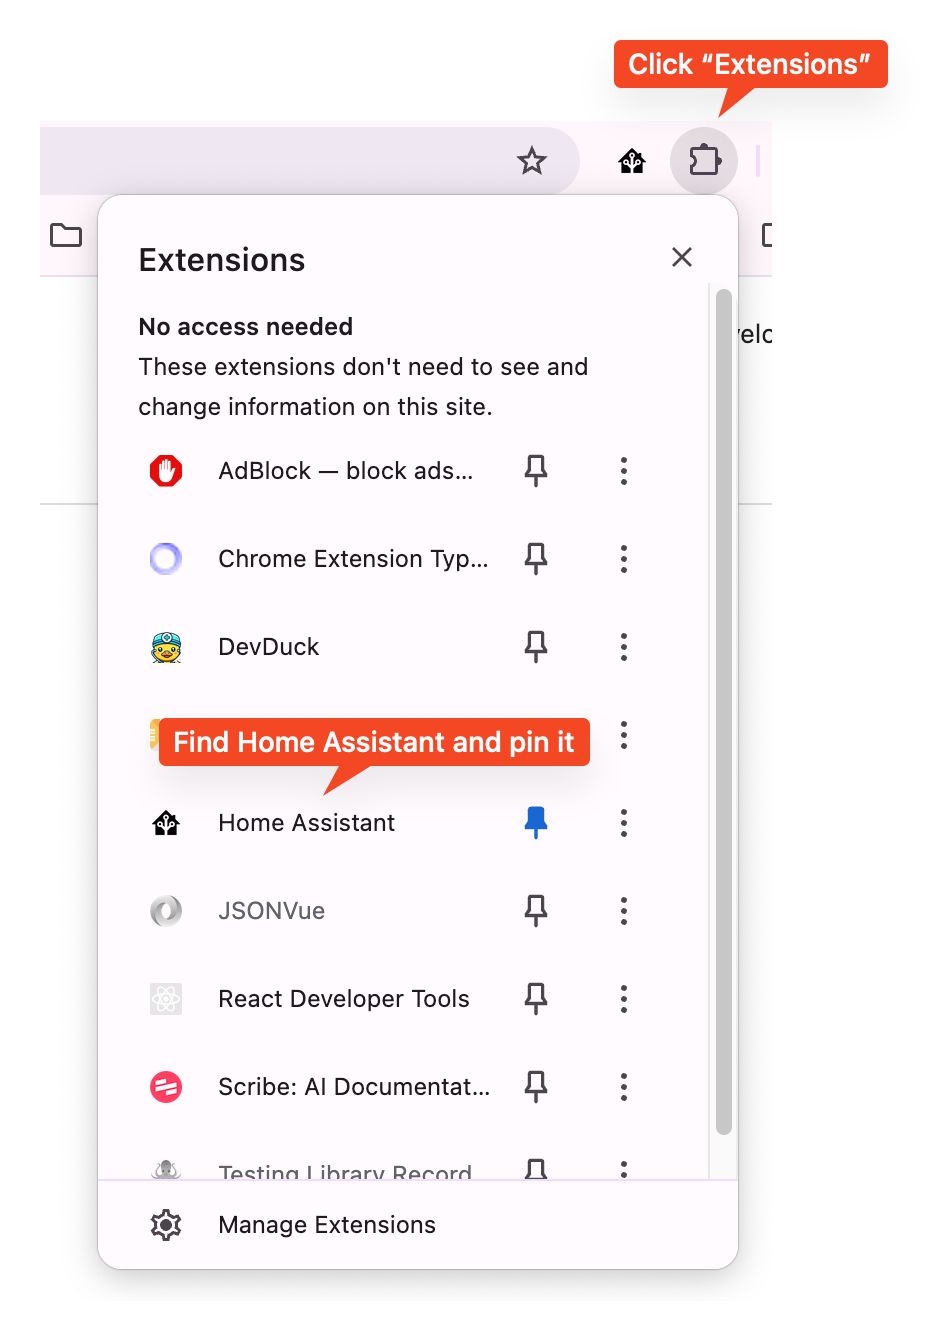 Click “Extensions”
Extensions
No access needed
These extensions don't need to see and
change information on this site.
AdBlock — block ads...
Chrome Extension Typ...
DevDuck
Find Home Assistant and pin it
Home Assistant
JSONVue
React Developer Tools
Scribe: AI Documentat...
Testing Library Record
Manage Extensions